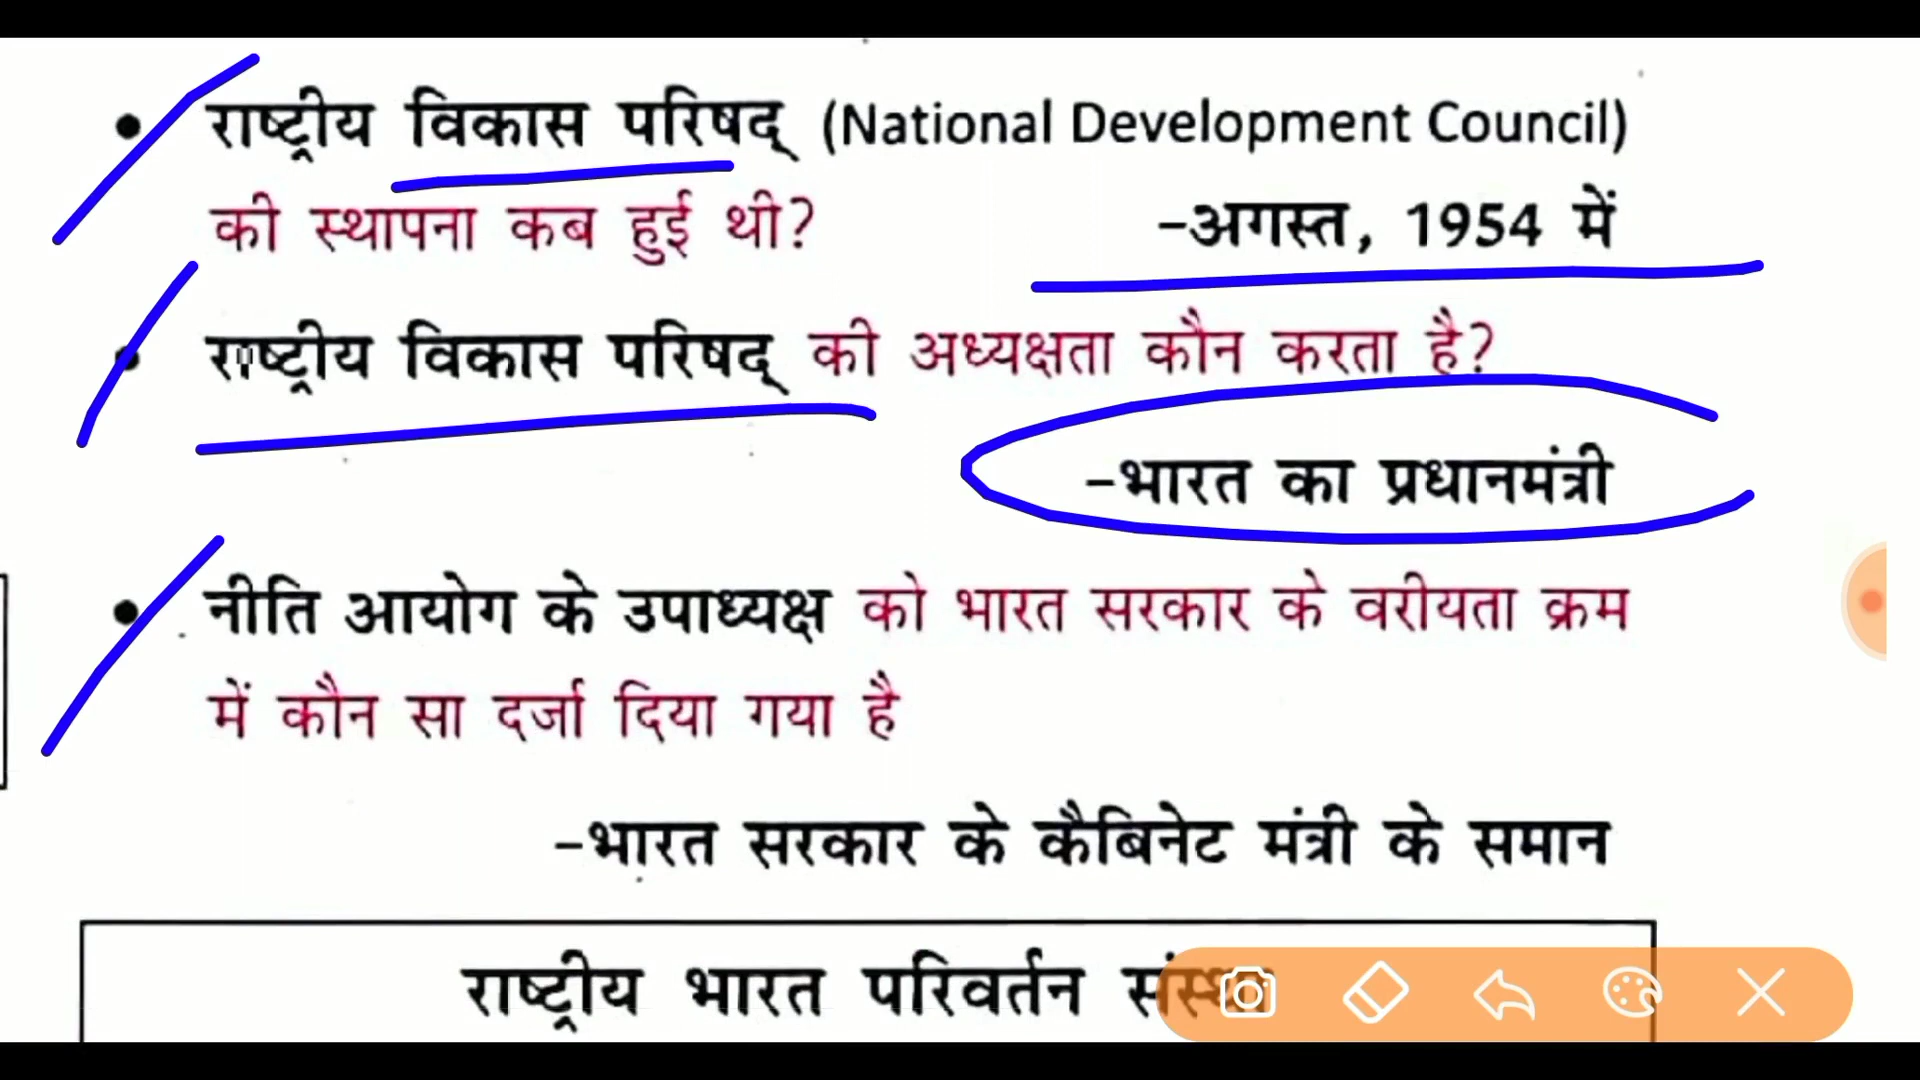 • राष्ट्रीय विकास परिषद् (National Development Council)
की स्थापना कब हुई थी? –अगस्त, 1954 में
• राष्ट्रीय विकास परिषद् की अध्यक्षता कौन करता है?
–भारत का प्रधानमंत्री
• नीति आयोग के उपाध्यक्ष को भारत सरकार के वरीयता क्रम
में कौन सा दर्जा दिया गया है
–भारत सरकार के कैबिनेट मंत्री के समान
राष्ट्रीय भारत परिवर्तन संस्था